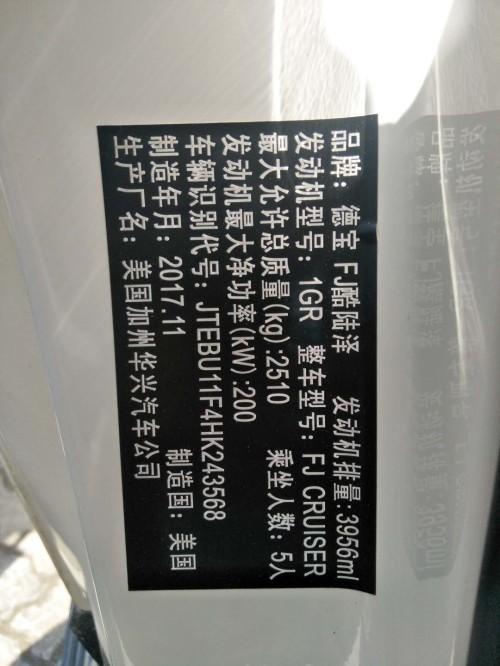 品牌: 德宝 FJ酷陆泽 发动机排量:3956ml
发动机型号: 1GR 整车型号: FJ CRUISER
最大允许总质量(kg):2510 乘坐人数: 5人
发动机最大净功率(kW):200
车辆识别代号: JTEBU11F4HK243568
制造年月: 2017.11 制造国: 美国
生产厂名: 美国加州华兴汽车公司